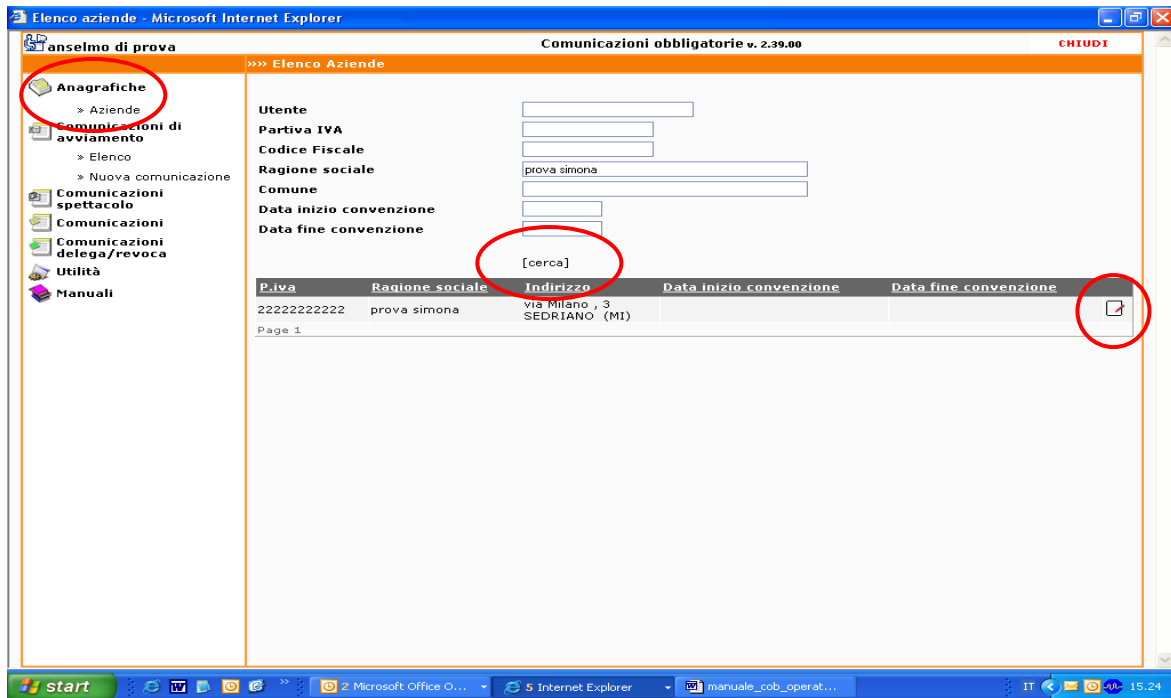 Elenco aziende - Microsoft Internet Explorer
anselmo di prova
Comunicazioni obbligatorie v. 2.39.00
CHIUDI
»»» Elenco Aziende
Anagrafiche
» Aziende
Comunicazioni di
avviamento
» Elenco
» Nuova comunicazione
Comunicazioni
spettacolo
Comunicazioni
Comunicazioni
delega/revoca
Utilità
Manuali
Utente
Partiva IVA
Codice Fiscale
Ragione sociale prova simona
Comune
Data inizio convenzione
Data fine convenzione
[cerca]
P.iva Ragione sociale Indirizzo Data inizio convenzione Data fine convenzione
22222222222 prova simona via Milano , 3
SEDRIANO (MI)
Page 1
start » 2 Microsoft Office O... 5 Internet Explorer manuale_cob_operat... IT 15.24